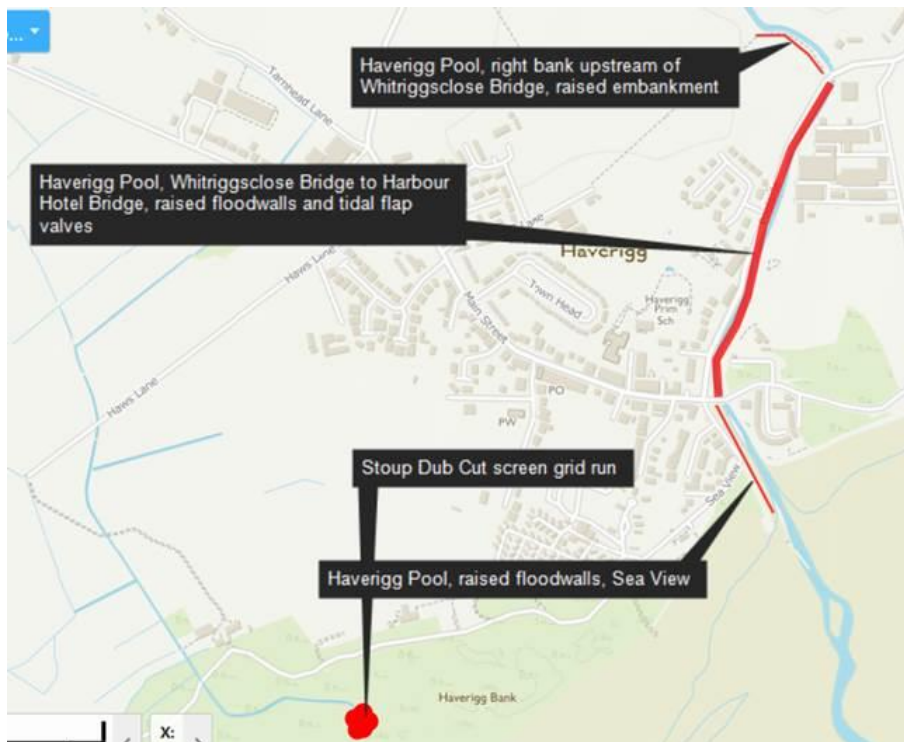 ... 
Haverigg Pool, right bank upstream of
Whitriggsclose Bridge, raised embankment
Tarnhead Lane
Haverigg Pool, Whitriggsclose Bridge to Harbour
Hotel Bridge, raised floodwalls and tidal flap
valves
Lane
Haws Lane
Haverigg
Town Head
Main Street
Haverigg
Prim
Sch
Haws Lane
PO
PW
Stoup Dub Cut screen grid run
Sea View
Path
Haverigg Pool, raised floodwalls, Sea View
Haverigg Bank
X: